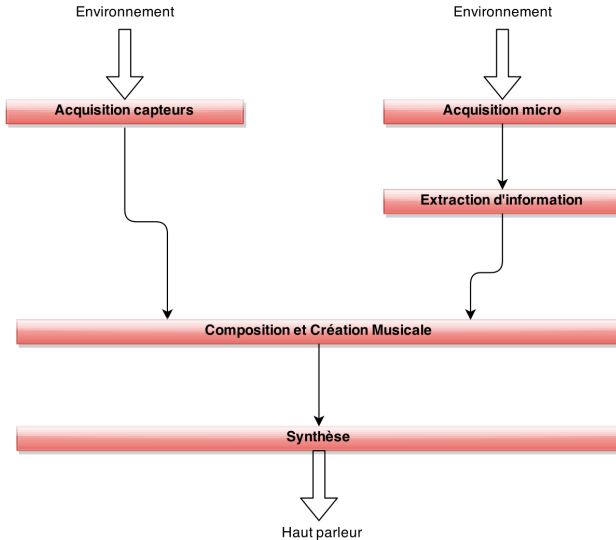 Environnement
Environnement
Acquisition capteurs
Acquisition micro
Extraction d'information
Composition et Création Musicale
Synthèse
Haut parleur